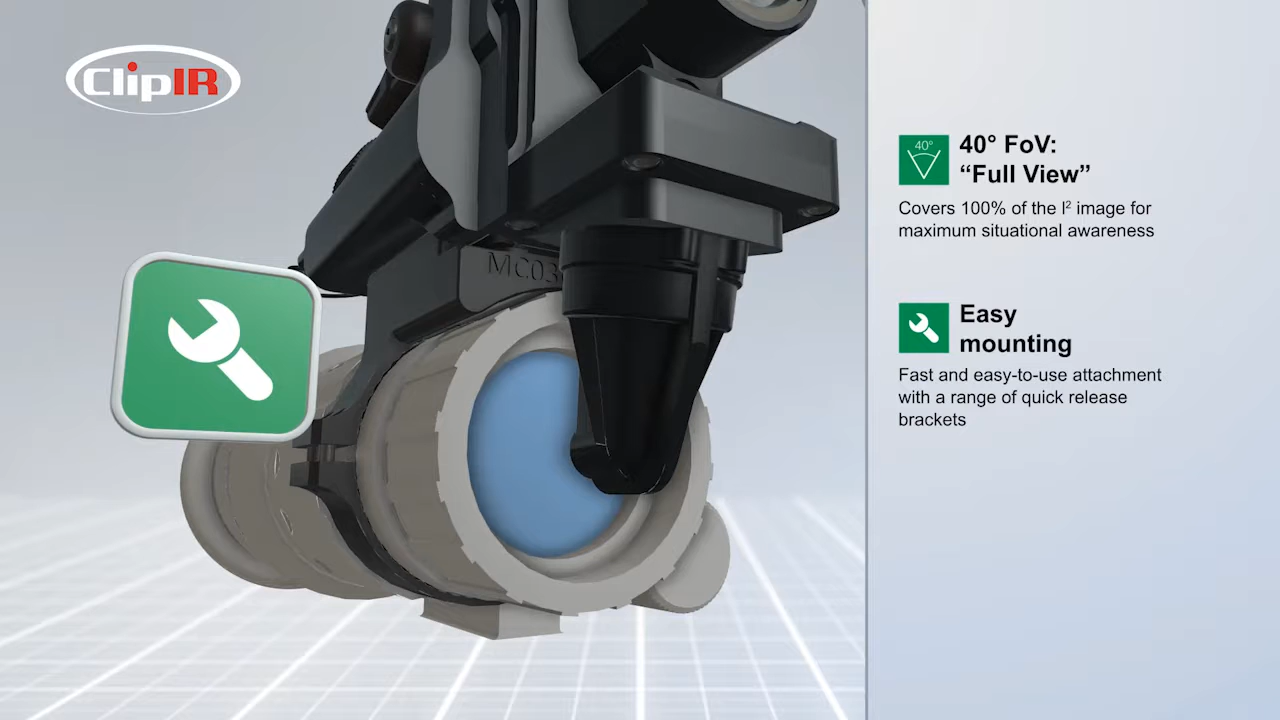 ClipIR
MC03
40°
40° FoV:
“Full View”
Covers 100% of the I² image for
maximum situational awareness
Easy
mounting
Fast and easy-to-use attachment
with a range of quick release
brackets